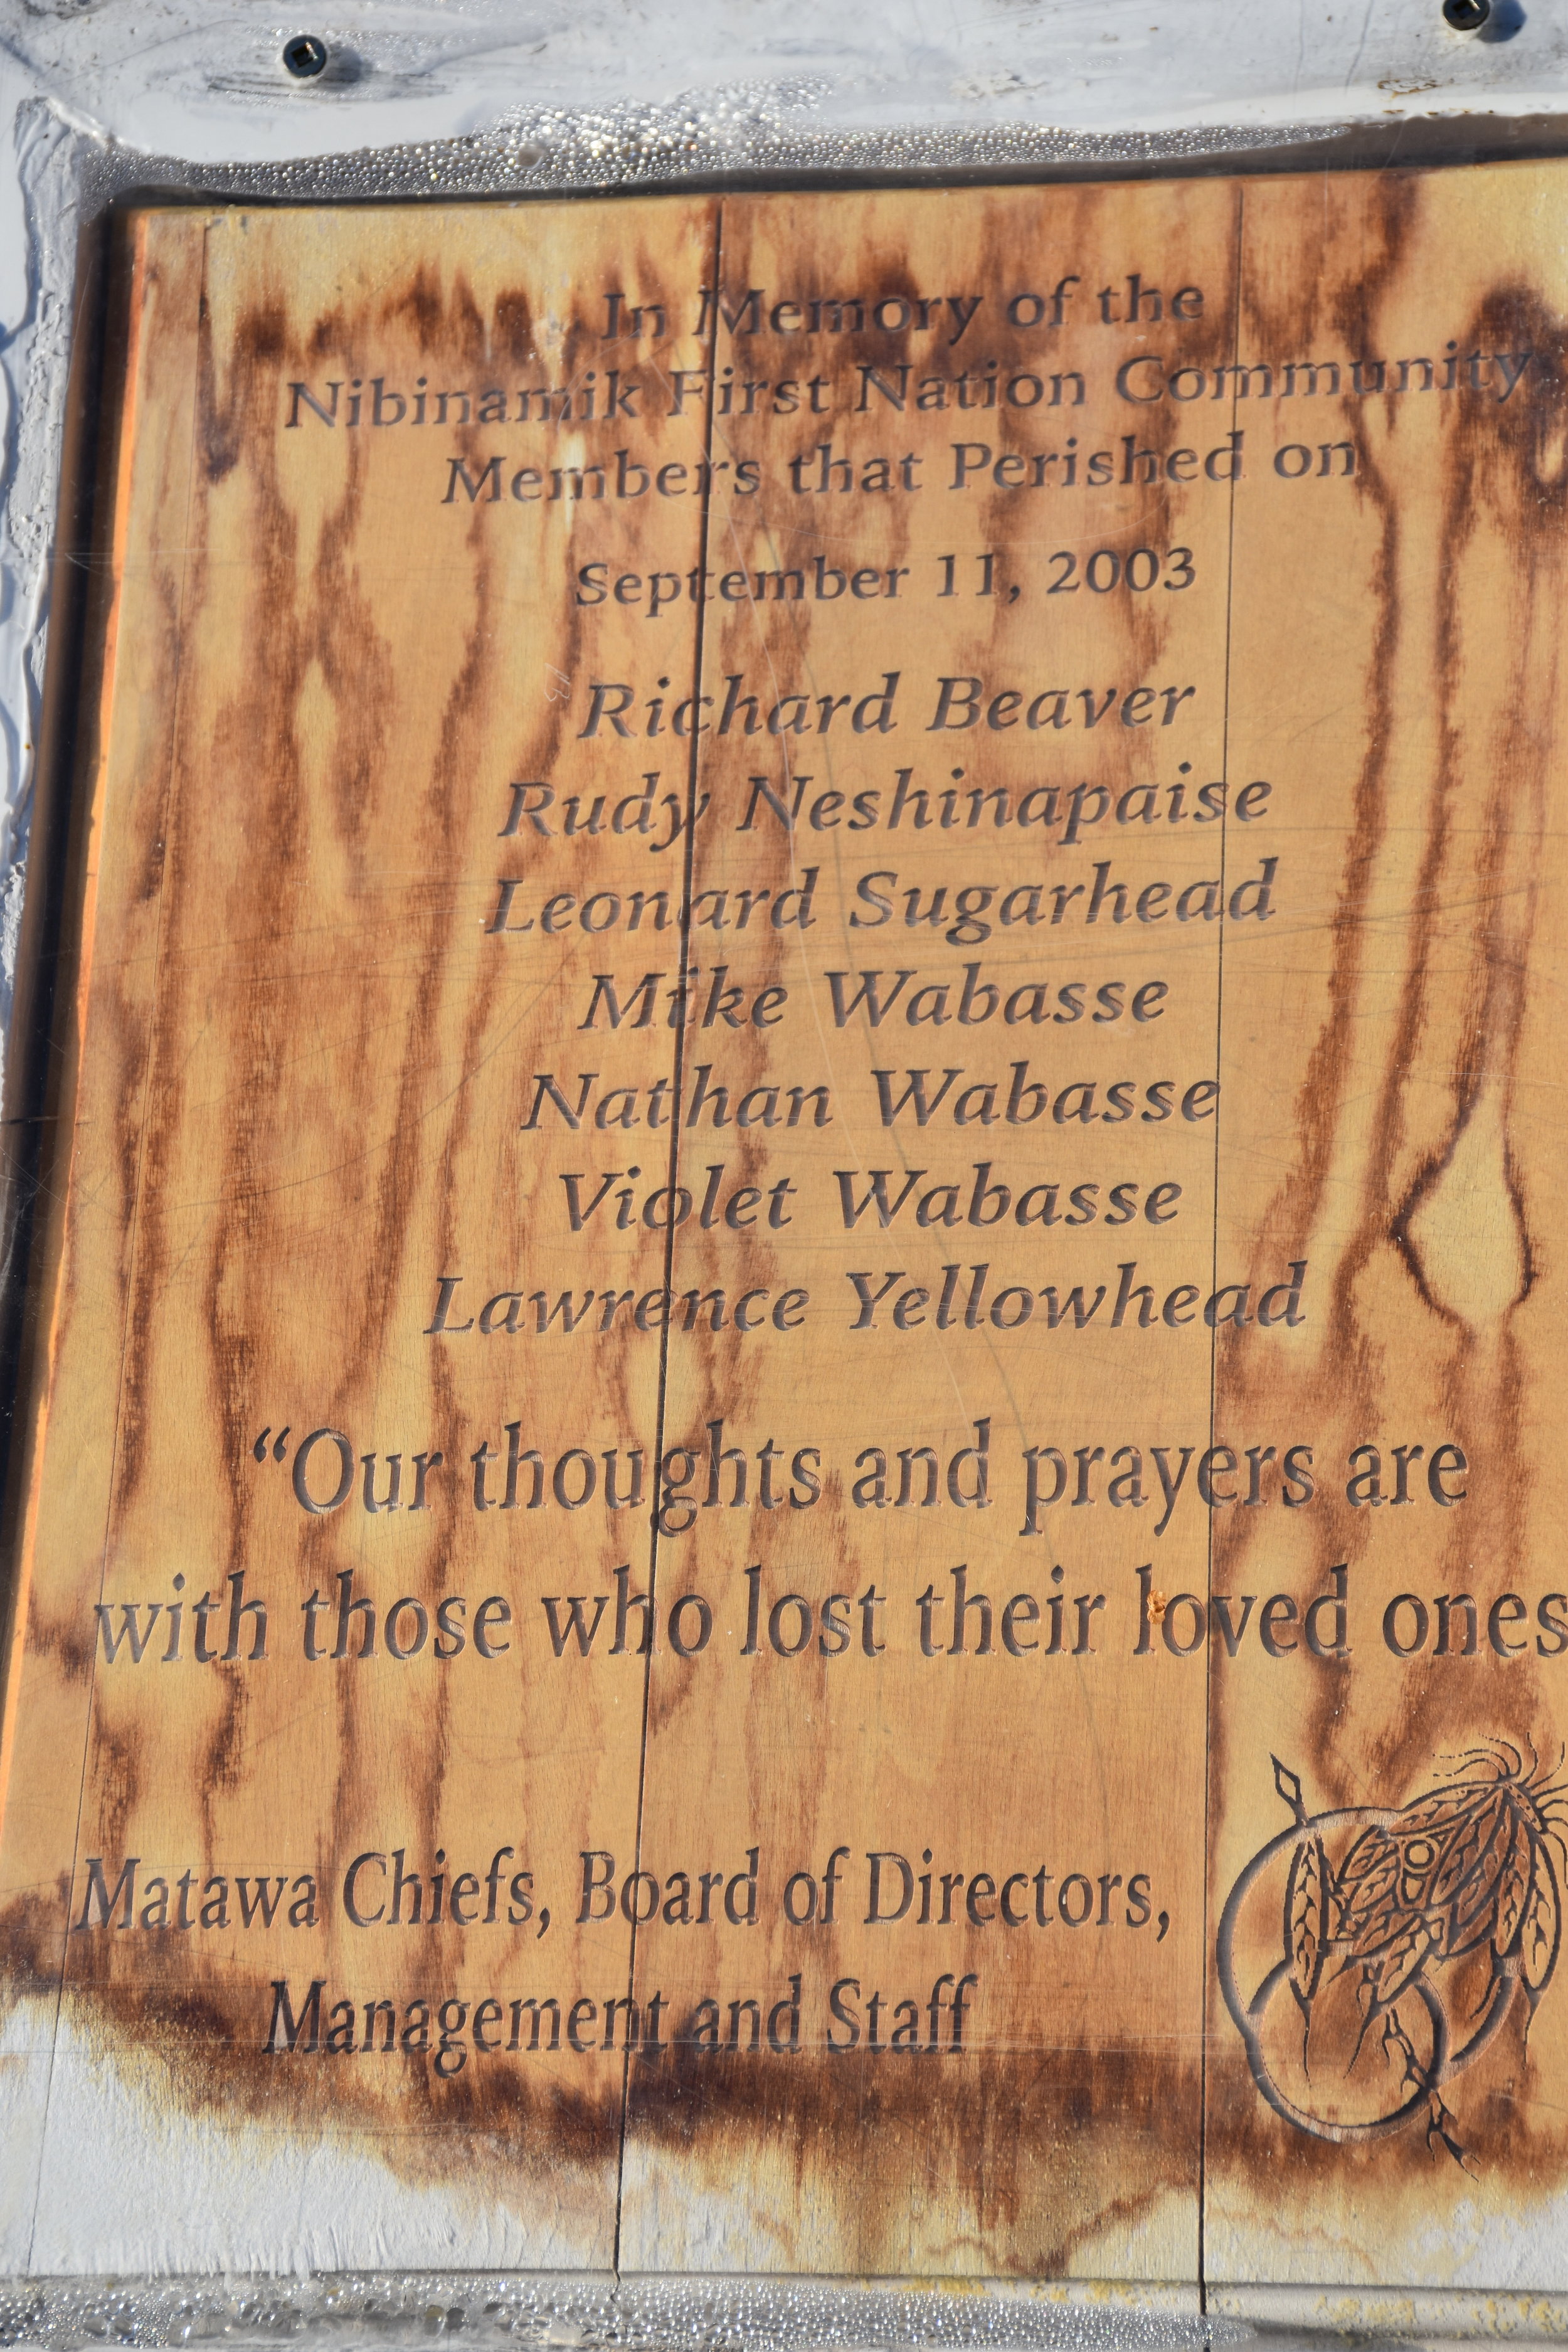 In Memory of the
Nibinamik First Nation Community
Members that Perished on
September 11, 2003
Richard Beaver
Rudy Neshinapaise
Leonard Sugarhead
Mike Wabasse
Nathan Wabasse
Violet Wabasse
Lawrence Yellowhead
“Our thoughts and prayers are
with those who lost their loved ones
Matawa Chiefs, Board of Directors,
Management and Staff